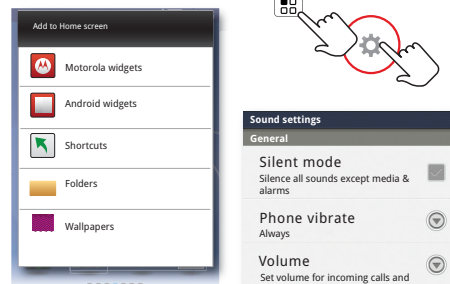 Add to Home screen
Motorola widgets
Android widgets
Shortcuts
Folders
Wallpapers
Sound settings
General
Silent mode
Silence all sounds except media &
alarms
Phone vibrate
Always
Volume
Set volume for incoming calls and